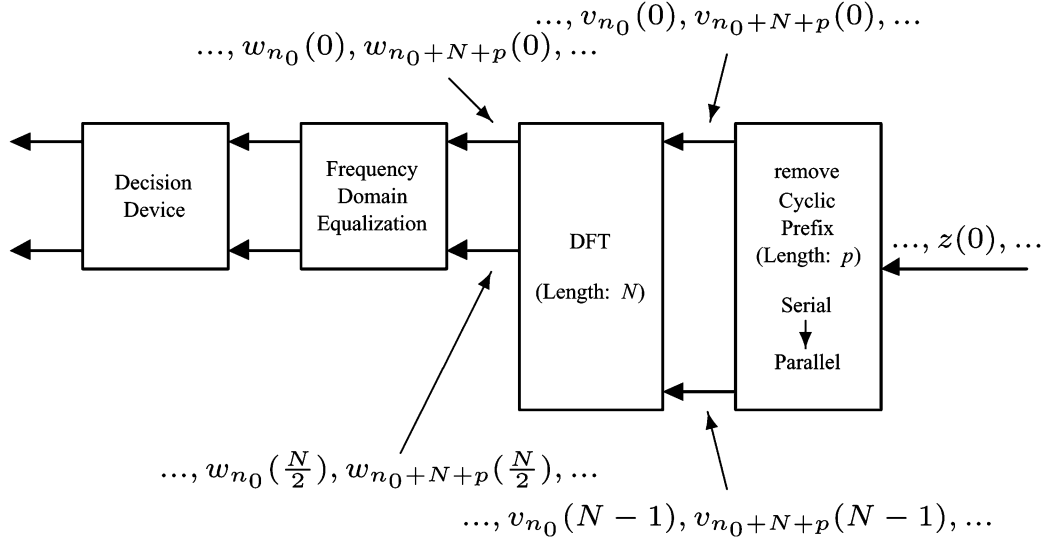 ..., v_{n_0}(0), v_{n_0+N+p}(0), ...
..., w_{n_0}(0), w_{n_0+N+p}(0), ...
Decision
Device
Frequency
Domain
Equalization
DFT
(Length: N)
remove
Cyclic
Prefix
(Length: p)
Serial
Parallel
..., z(0), ...
..., w_{n_0}(\frac{N}{2}), w_{n_0+N+p}(\frac{N}{2}), ...
..., v_{n_0}(N − 1), v_{n_0+N+p}(N − 1), ...